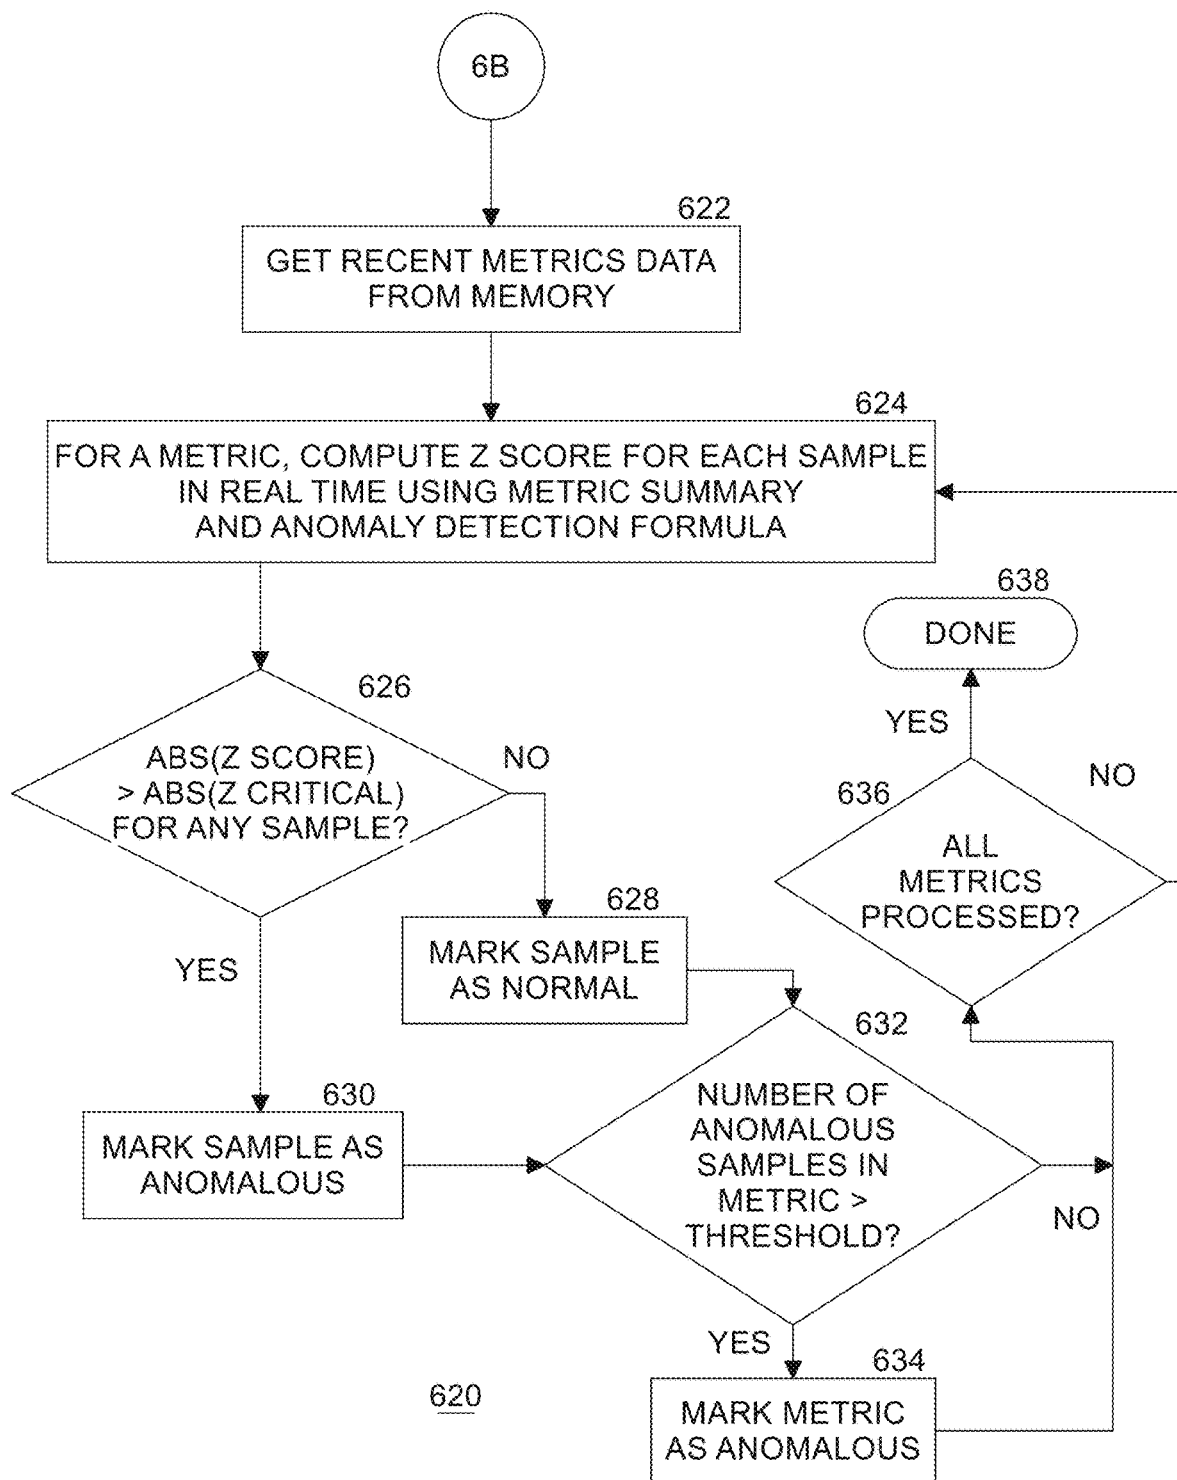 6B
622
GET RECENT METRICS DATA
FROM MEMORY
624
FOR A METRIC, COMPUTE Z SCORE FOR EACH SAMPLE
IN REAL TIME USING METRIC SUMMARY
AND ANOMALY DETECTION FORMULA
638
DONE
626
ABS(Z SCORE)
> ABS(Z CRITICAL)
FOR ANY SAMPLE?
NO
YES
YES
636
NO
ALL
METRICS
PROCESSED?
628
MARK SAMPLE
AS NORMAL
630
MARK SAMPLE AS
ANOMALOUS
632
NUMBER OF
ANOMALOUS
SAMPLES IN
METRIC >
THRESHOLD?
NO
YES
634
MARK METRIC
AS ANOMALOUS
620